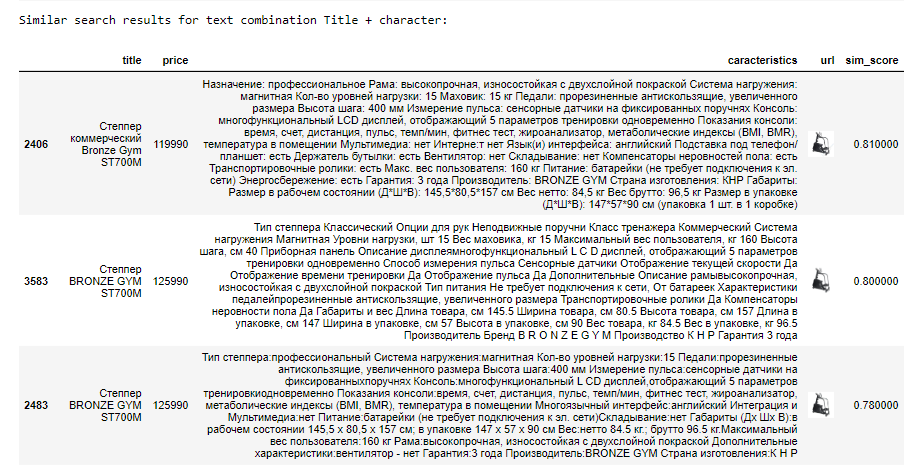 Similar search results for text combination Title + character:
title price caracteristics url sim_score
2406 Степпер коммерческий Bronze Gym ST700M 119990
Назначение: профессиональное Рама: высокопрочная, износостойкая с двухслойной покраской Система нагружения:
магнитная Кол-во уровней нагрузки: 15 Маховик: 15 кг Педали: прорезиненные антискользящие, увеличенного
размера Высота шага: 400 мм Измерение пульса: сенсорные датчики на фиксированных поручнях Консоль:
многофункциональный LCD дисплей, отображающий 5 параметров тренировки одновременно Показания консоли:
время, счет, дистанция, пульс, темп/мин, фитнес тест, жироанализатор, метаболические индексы (BMI, BMR),
температура в помещении Мультимедиа: нет Интерне:т нет Язык(и) интерфейса: английский Подставка под телефон/
планшет: есть Держатель бутылки: есть Вентилятор: нет Складывание: нет Компенсаторы неровностей пола: есть
Транспортировочные ролики: есть Макс. вес пользователя: 160 кг Питание: батарейки (не требует подключения к эл.
сети) Энергосбережение: есть Гарантия: 3 года Производитель: BRONZE GYM Страна изготовления: КНР Габариты:
Размер в рабочем состоянии (Д*Ш*В): 145,5*80,5*157 см Вес нетто: 84,5 кг Вес брутто: 96,5 кг Размер в упаковке
(Д*Ш*В): 147*57*90 см (упаковка 1 шт. в 1 коробке)
0.810000
3583 Степпер BRONZE GYM ST700M 125990
Тип степпера Классический Опции для рук Неподвижные поручни Класс тренажера Коммерческий Система
нагружения Магнитная Уровни нагрузки, шт 15 Вес маховика, кг 15 Максимальный вес пользователя, кг 160 Высота
шага, см 40 Приборная панель Описание дисплеямногофункциональный L C D дисплей, отображающий 5 параметров
тренировки одновременно Способ измерения пульса Сенсорные датчики Отображение текущей скорости Да
Отображение времени тренировки Да Отображение пульса Да Дополнительные Описание рамывысокопрочная,
износостойкая с двухслойной покраской Тип питания Не требует подключения к сети, От батареек Характеристики
педалейпрорезиненные антискользящие, увеличенного размера Транспортировочные ролики Да Компенсаторы
неровности пола Да Габариты и вес Длина товара, см 145.5 Ширина товара, см 80.5 Высота товара, см 157 Длина в
упаковке, см 147 Ширина в упаковке, см 57 Высота в упаковке, см 90 Вес товара, кг 84.5 Вес в упаковке, кг 96.5
Производитель Бренд B R O N Z E G Y M Производство К Н Р Гарантия 3 года
0.800000
2483 Степпер BRONZE GYM ST700M 125990
Тип степпера:профессиональный Система нагружения:магнитная Кол-во уровней нагрузки:15 Педали:прорезиненные
антискользящие, увеличенного размера Высота шага:400 мм Измерение пульса:сенсорные датчики на
фиксированныхпоручнях Консоль:многофункциональный L CD дисплей,отображающий 5 параметров
тренировкиодновременно Показания консоли:время, счет, дистанция, пульс, темп/мин, фитнес тест, жироанализатор,
метаболические индексы (BMI, BMR), температура в помещении Многоязычный интерфейс:английский Интеграция и
Мультимедиа:нет Питание:батарейки (не требует подключения к эл. сети)Складывание:нет Габариты (Дx Шx В):в
рабочем состоянии 145,5 x 80,5 x 157 см; в упаковке 147 x 57 x 90 см Вес:нетто 84.5 кг.; брутто 96.5 кг.Максимальный
вес пользователя:160 кг Рама:высокопрочная, износостойкая с двухслойной покраской Дополнительные
характеристики:вентилятор - нет Гарантия:3 года Производитель:BRONZE GYM Страна изготовления:К Н Р
0.780000